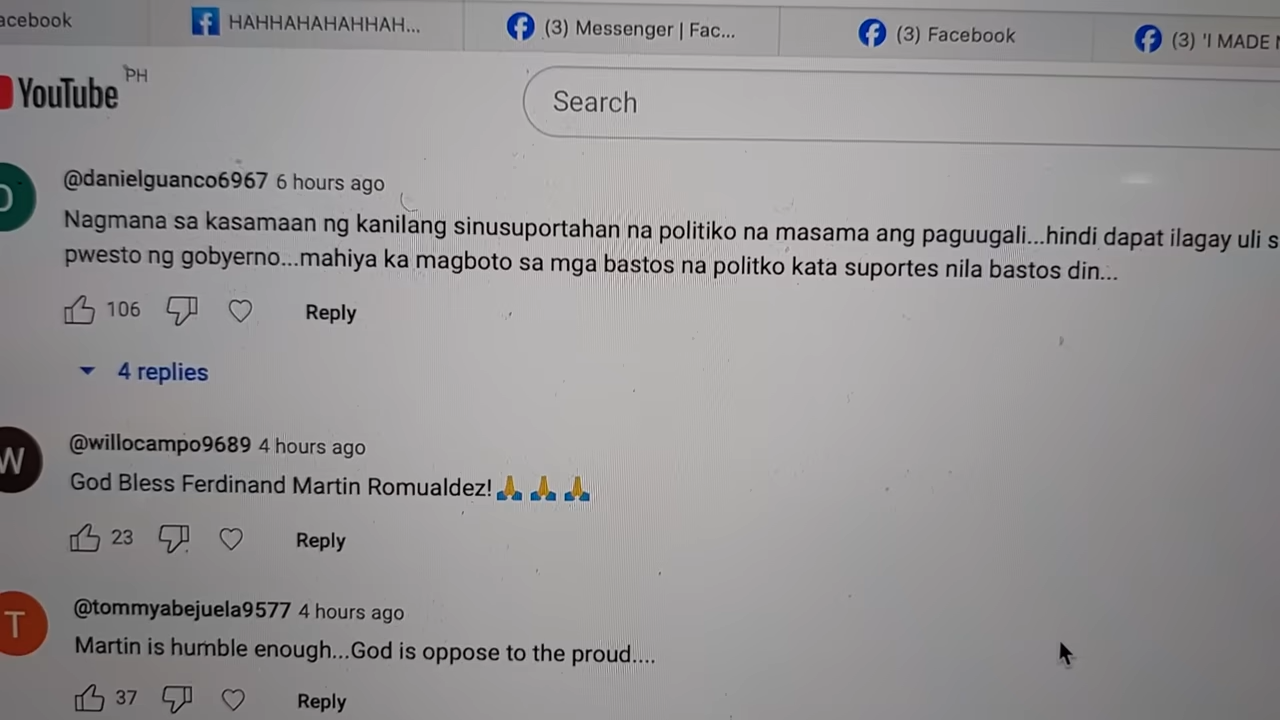 acebook
HAHHAHAHAHHAH...
(3) Messenger | Fac...
(3) Facebook
(3) 'I MADE
YouTube PH
Search
@danielguanco6967 6 hours ago
Nagmana sa kasamaan ng kanilang sinusuportahan na politiko na masama ang paguugali...hindi dapat ilagay uli s
pwesto ng gobyerno...mahiya ka magboto sa mga bastos na politko kata suportes nila bastos din...
106
Reply
4 replies
W
@willocampo9689 4 hours ago
God Bless Ferdinand Martin Romualdez!🙏🙏🙏
23
Reply
T
@tommyabejuela9577 4 hours ago
Martin is humble enough...God is oppose to the proud....
37
Reply